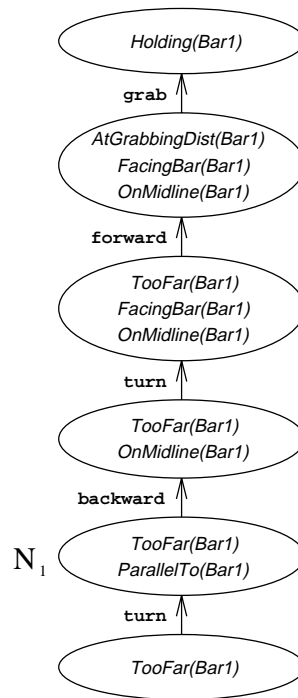 Holding(Bar1)
grab
AtGrabbingDist(Bar1)
FacingBar(Bar1)
OnMidline(Bar1)
forward
TooFar(Bar1)
FacingBar(Bar1)
OnMidline(Bar1)
turn
TooFar(Bar1)
OnMidline(Bar1)
backward
N1
TooFar(Bar1)
ParallelTo(Bar1)
turn
TooFar(Bar1)